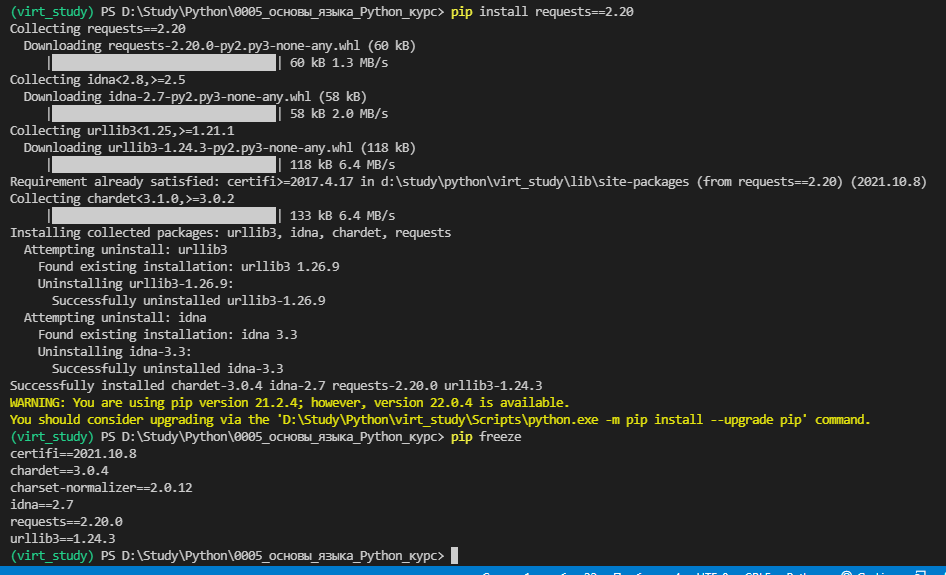 (virt_study) PS D:\Study\Python\0005_основы_языка_Python_курс> pip install requests==2.20
Collecting requests==2.20
  Downloading requests-2.20.0-py2.py3-none-any.whl (60 kB)
     |████████████████████████████████| 60 kB 1.3 MB/s
Collecting idna<2.8,>=2.5
  Downloading idna-2.7-py2.py3-none-any.whl (58 kB)
     |████████████████████████████████| 58 kB 2.0 MB/s
Collecting urllib3<1.25,>=1.21.1
  Downloading urllib3-1.24.3-py2.py3-none-any.whl (118 kB)
     |████████████████████████████████| 118 kB 6.4 MB/s
Requirement already satisfied: certifi>=2017.4.17 in d:\study\python\virt_study\lib\site-packages (from requests==2.20) (2021.10.8)
Collecting chardet<3.1.0,>=3.0.2
     |████████████████████████████████| 133 kB 6.4 MB/s
Installing collected packages: urllib3, idna, chardet, requests
  Attempting uninstall: urllib3
    Found existing installation: urllib3 1.26.9
    Uninstalling urllib3-1.26.9:
      Successfully uninstalled urllib3-1.26.9
  Attempting uninstall: idna
    Found existing installation: idna 3.3
    Uninstalling idna-3.3:
      Successfully uninstalled idna-3.3
Successfully installed chardet-3.0.4 idna-2.7 requests-2.20.0 urllib3-1.24.3
WARNING: You are using pip version 21.2.4; however, version 22.0.4 is available.
You should consider upgrading via the 'D:\Study\Python\virt_study\Scripts\python.exe -m pip install --upgrade pip' command.
(virt_study) PS D:\Study\Python\0005_основы_языка_Python_курс> pip freeze
certifi==2021.10.8
chardet==3.0.4
charset-normalizer==2.0.12
idna==2.7
requests==2.20.0
urllib3==1.24.3
(virt_study) PS D:\Study\Python\0005_основы_языка_Python_курс>